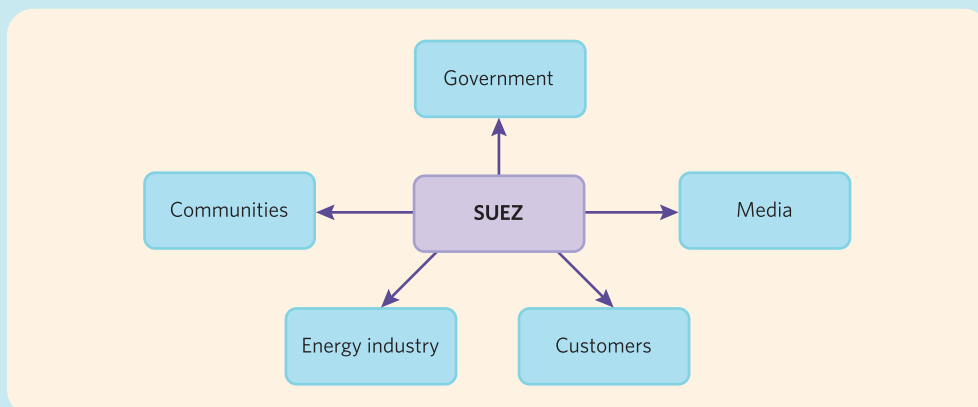 Government
Communities
SUEZ
Media
Energy industry
Customers